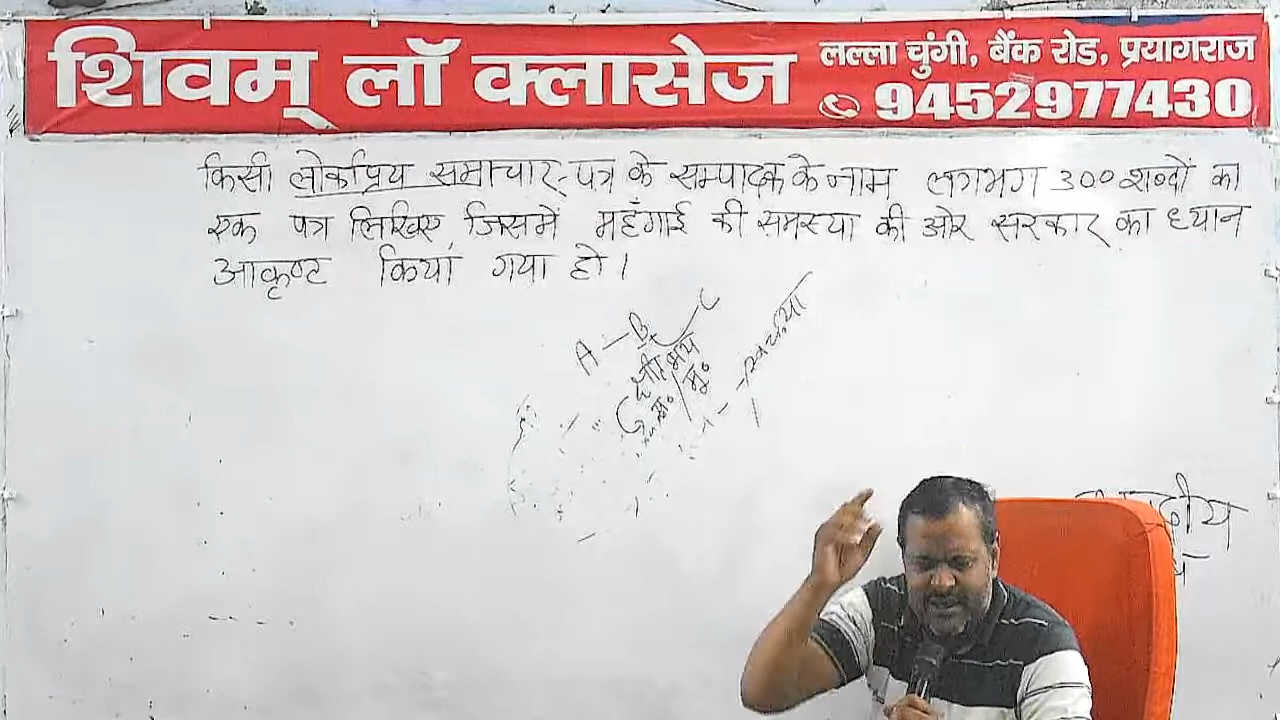 शिवम् लॉ क्लासेज
लल्ला चुंगी, बैंक रोड, प्रयागराज
9452977430
किसी लोकप्रिय समाचार-पत्र के सम्पादक के नाम लगभग 300 शब्दों का
एक पत्र लिखिए जिसमें महंगाई की समस्या की ओर सरकार का ध्यान
आकृष्ट किया गया हो।
A - B - C